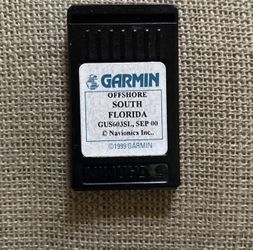 GARMIN
OFFSHORE
SOUTH
FLORIDA
GUS603SL, SEP 00
© Navionics Inc..
©1999 GARMIN